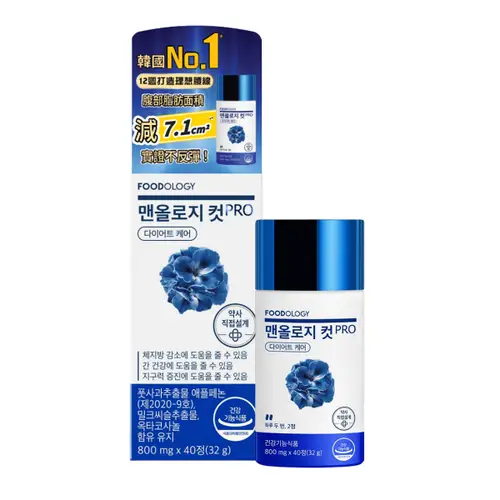 韓國No.1*
12週打造理想體線
腹部脂肪面積
減7.1cm²
實證不反彈！
FOODOLOGY
맨올로지 컷PRO
다이어트 케어
약사
직접설계
체지방 감소에 도움을 줄 수 있음
간 건강에 도움을 줄 수 있음
지구력 증진에 도움을 줄 수 있음
풋사과추출물 애플페논
(제2020-9호),
밀크씨슬추출물,
옥타코사놀
함유 유지
건강
기능식품
800 mg x 40정(32 g)
FOODOLOGY
맨올로지 컷PRO
다이어트 케어
약사
직접설계
하루 두 번, 2정
건강기능식품
800 mg x 40정(32 g)